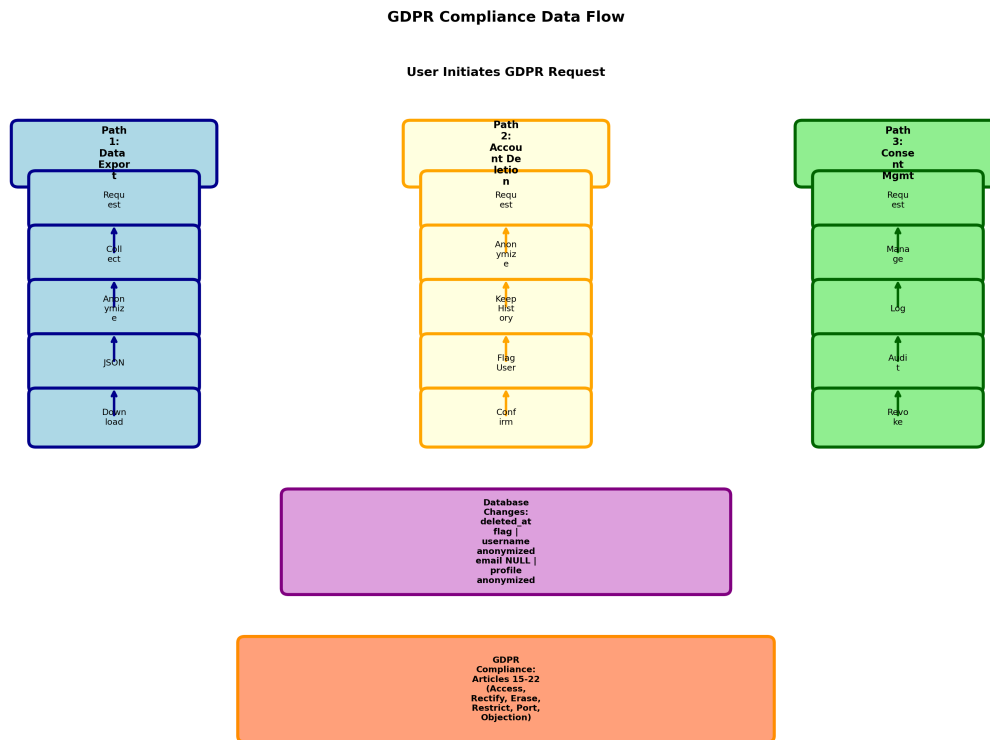 GDPR Compliance Data Flow
User Initiates GDPR Request
Path
1:
Data
Expor
t
Requ
est
Coll
ect
Anon
ymiz
e
JSON
Down
load
Path
2:
Accou
nt De
letio
n
Requ
est
Anon
ymiz
e
Keep
Hist
ory
Flag
User
Conf
irm
Path
3:
Conse
nt
Mgmt
Requ
est
Mana
ge
Log
Audi
t
Revo
ke
Database
Changes:
deleted_at
flag |
username
anonymized
email NULL |
profile
anonymized
GDPR
Compliance:
Articles 15-22
(Access,
Rectify, Erase,
Restrict, Port,
Objection)